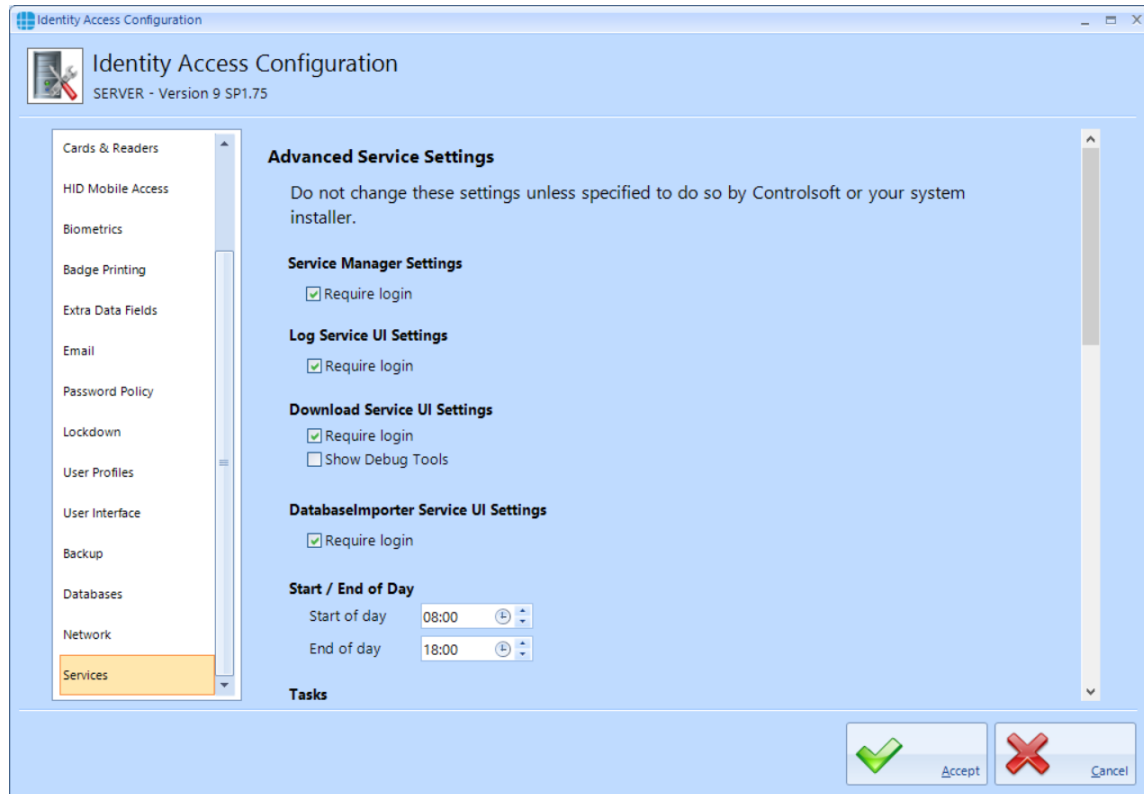 Identity Access Configuration
Identity Access Configuration
SERVER - Version 9 SP1.75
Cards & Readers
HID Mobile Access
Biometrics
Badge Printing
Extra Data Fields
Email
Password Policy
Lockdown
User Profiles
User Interface
Backup
Databases
Network
Services
Advanced Service Settings
Do not change these settings unless specified to do so by Controlsoft or your system
installer.
Service Manager Settings
Require login
Log Service UI Settings
Require login
Download Service UI Settings
Require login
Show Debug Tools
DatabaseImporter Service UI Settings
Require login
Start / End of Day
Start of day 08:00
End of day 18:00
Tasks
Accept
Cancel